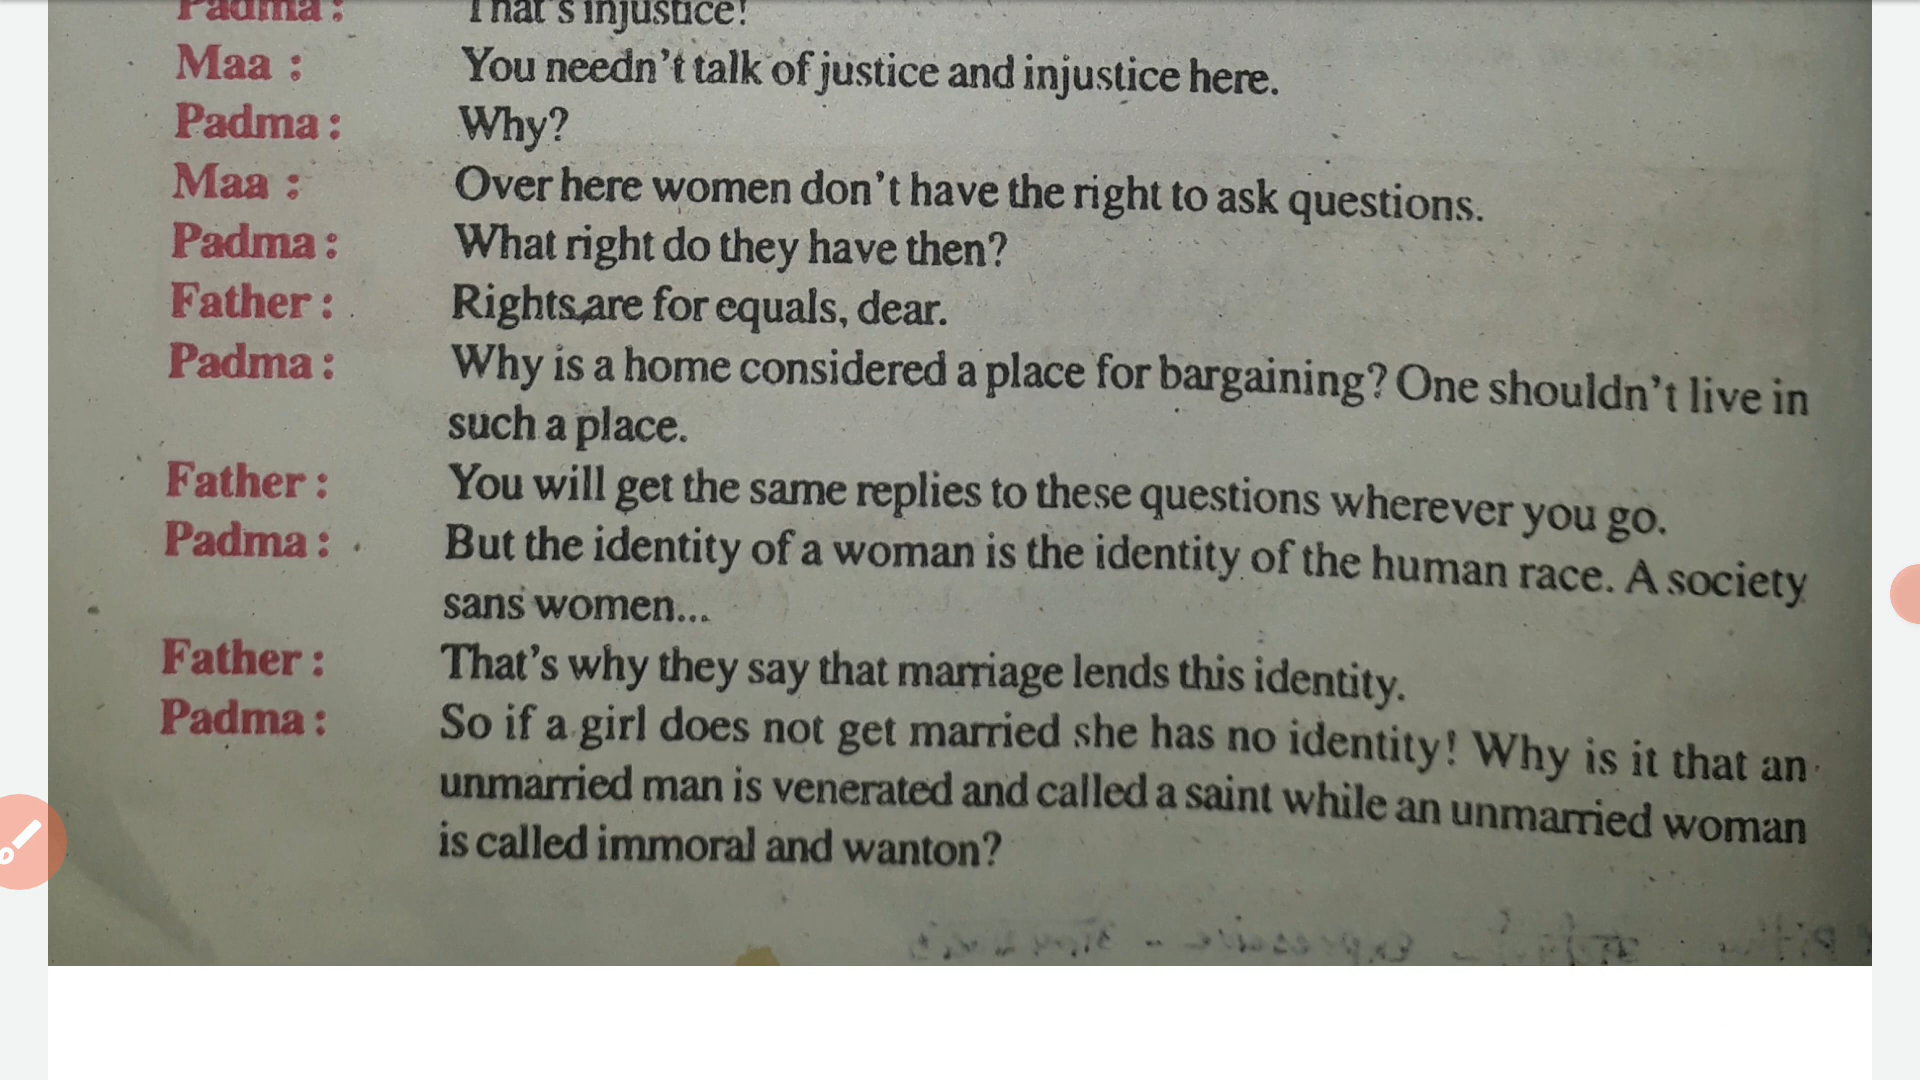 Padma : That's injustice!
Maa : You needn't talk of justice and injustice here.
Padma : Why?
Maa : Over here women don't have the right to ask questions.
Padma : What right do they have then?
Father : Rights are for equals, dear.
Padma : Why is a home considered a place for bargaining? One shouldn't live in
such a place.
Father : You will get the same replies to these questions wherever you go.
Padma : But the identity of a woman is the identity of the human race. A society
sans women...
Father : That's why they say that marriage lends this identity.
Padma : So if a girl does not get married she has no identity! Why is it that an
unmarried man is venerated and called a saint while an unmarried woman
is called immoral and wanton?